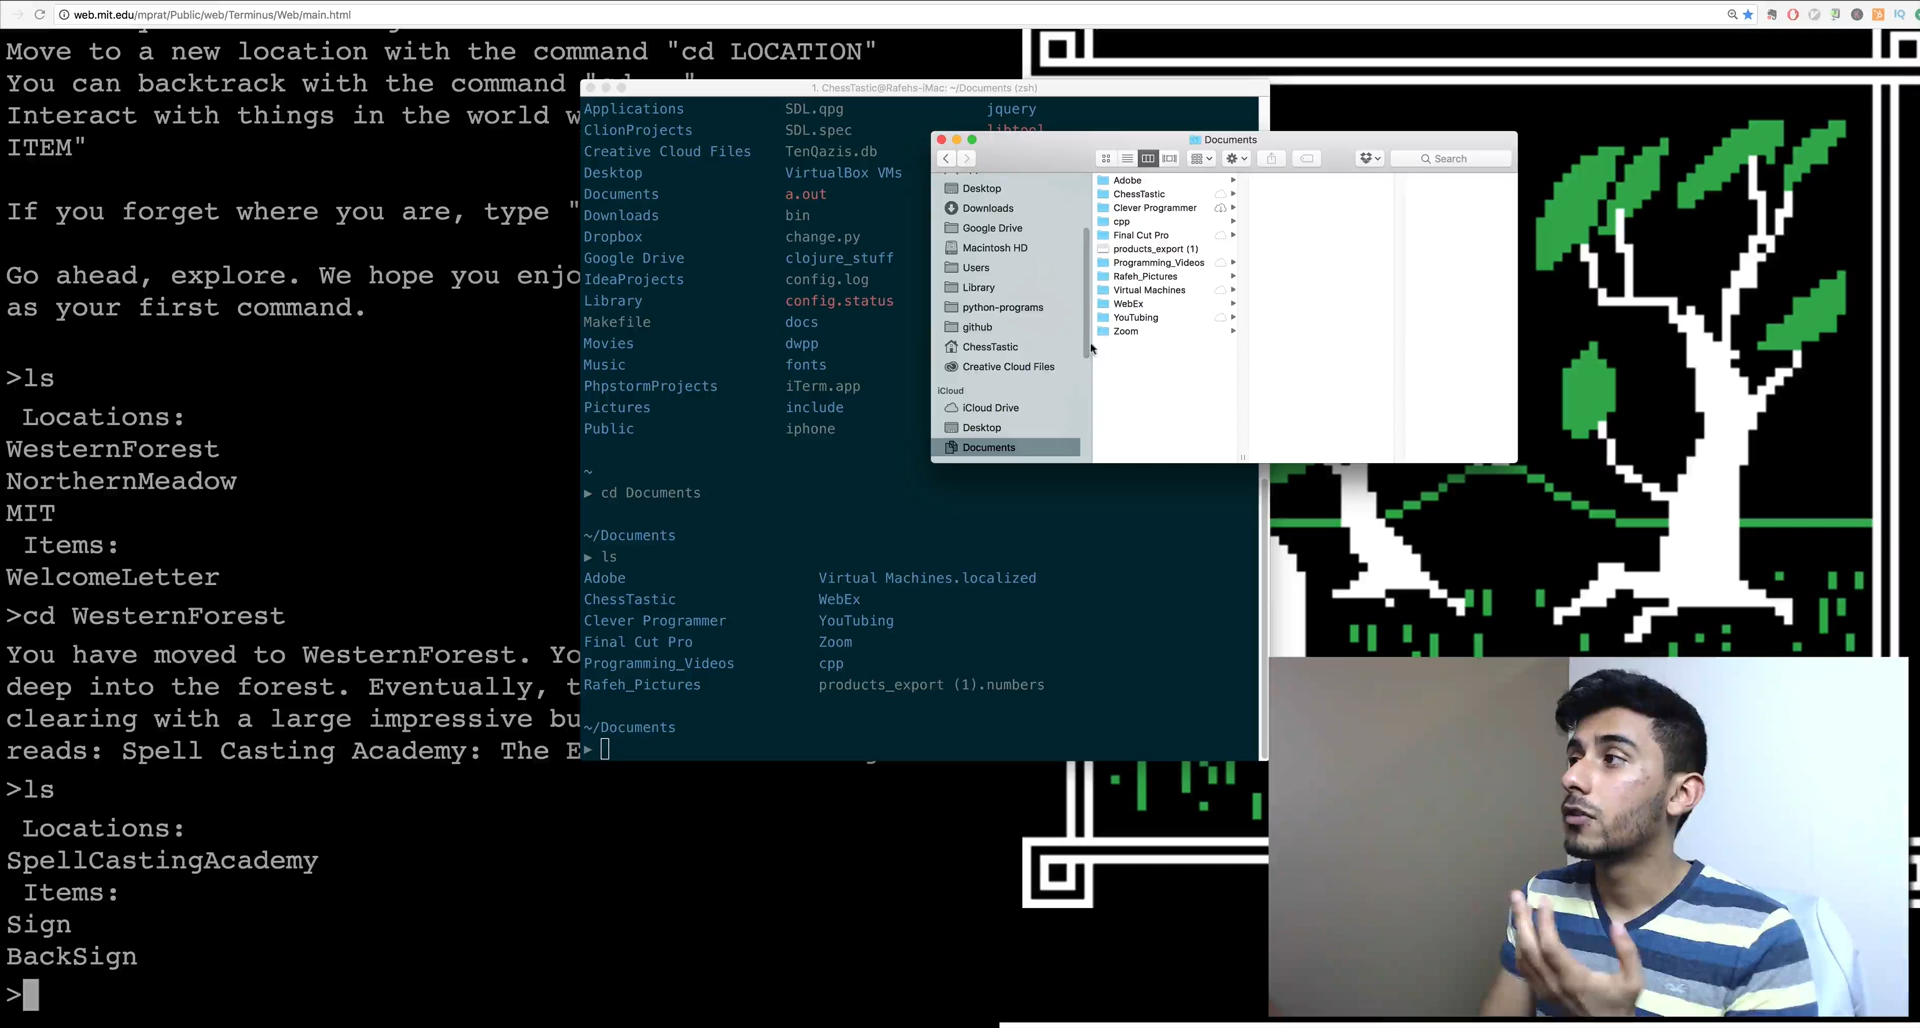 web.mit.edu/mprat/Public/web/Terminus/Web/main.html
Move to a new location with the command "cd LOCATION"
You can backtrack with the command
Interact with things in the world
ITEM"
If you forget where you are, type "
Go ahead, explore. We hope you
as your first command.
>ls
Locations:
WesternForest
NorthernMeadow
MIT
Items:
WelcomeLetter
>cd WesternForest
You have moved to WesternForest.
deep into the forest. Eventually,
clearing with a large impressive
reads: Spell Casting Academy: The
>ls
Locations:
SpellCastingAcademy
Items:
Sign
BackSign
>
1. ChessTastic@Rafehs-iMac: ~/Documents (zsh)
Applications SDL.qpg jquery
ClionProjects SDL.spec libtool
Creative Cloud Files TenQazis.db
Desktop VirtualBox VMs
Documents a.out
Downloads bin
Dropbox change.py
Google Drive clojure_stuff
IdeaProjects config.log
Library config.status
Makefile docs
Movies dwpp
Music fonts
PhpstormProjects iTerm.app
Pictures include
Public iphone
~
▶ cd Documents
~/Documents
▶ ls
Adobe Virtual Machines.localized
ChessTastic WebEx
Clever Programmer YouTubing
Final Cut Pro Zoom
Programming_Videos cpp
Rafeh_Pictures products_export (1).numbers
~/Documents
▶
Documents
Search
Desktop
Downloads
Google Drive
Macintosh HD
Users
Library
python-programs
github
ChessTastic
Creative Cloud Files
iCloud
iCloud Drive
Desktop
Documents
Adobe
ChessTastic
Clever Programmer
cpp
Final Cut Pro
products_export (1)
Programming_Videos
Rafeh_Pictures
Virtual Machines
WebEx
YouTubing
Zoom